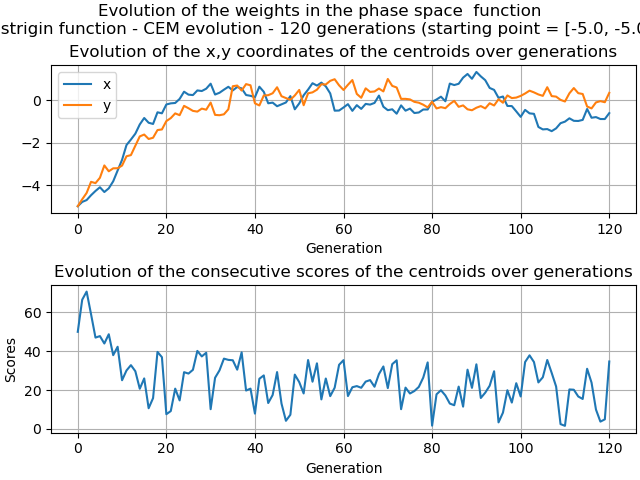 Evolution of the weights in the phase space function
strigin function - CEM evolution - 120 generations (starting point = [-5.0, -5.0
Evolution of the x,y coordinates of the centroids over generations
x
y
0
−2
−4
0 20 40 60 80 100 120
Generation
Evolution of the consecutive scores of the centroids over generations
Scores
60
40
20
0
0 20 40 60 80 100 120
Generation